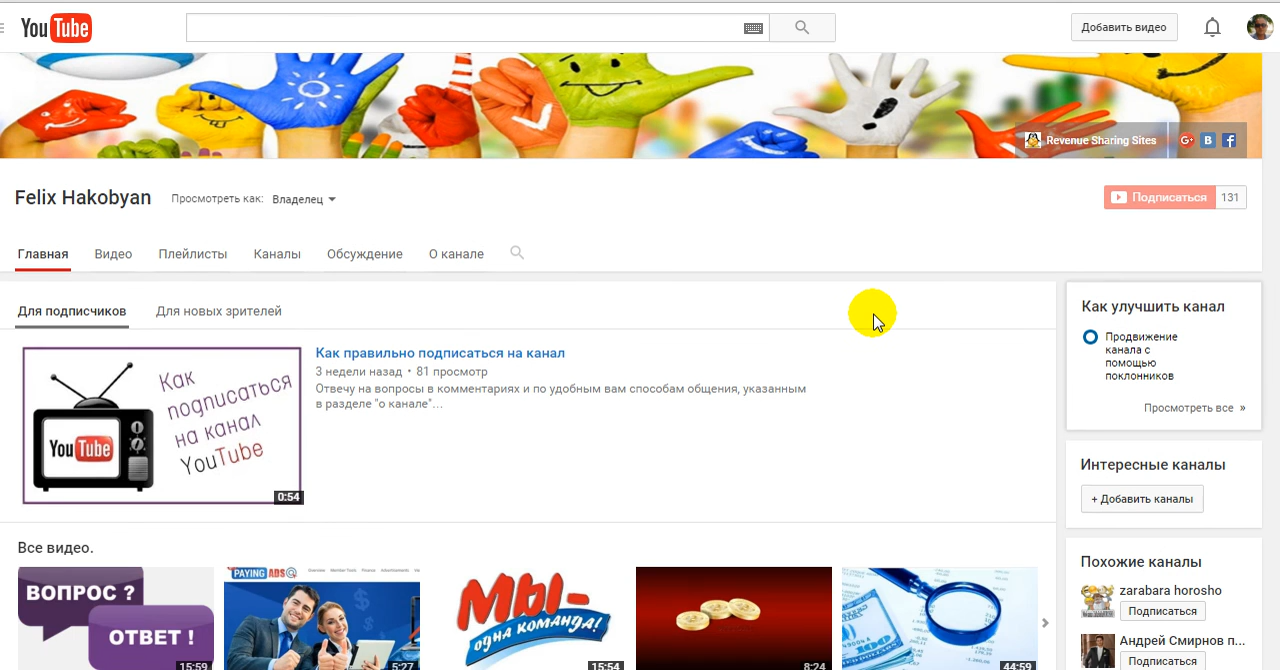 YouTube
Добавить видео
Revenue Sharing Sites
G+ B f
Felix Hakobyan
Просмотреть как: Владелец
Подписаться 131
Главная Видео Плейлисты Каналы Обсуждение О канале
Для подписчиков Для новых зрителей
Как
подписаться
на канал
YouTube
YouTube
0:54
Как правильно подписаться на канал
3 недели назад • 81 просмотр
Отвечу на вопросы в комментариях и по удобным вам способам общения, указанным
в разделе "о канале"...
Как улучшить канал
Продвижение
канала с
помощью
поклонников
Просмотреть все »
Интересные каналы
+ Добавить каналы
Похожие каналы
zarabara horosho
Подписаться
Андрей Смирнов п...
Подписаться
Все видео.
ВОПРОС ?
ОТВЕТ !
15:59
PAYING ADS
5:27
МЫ-
одна команда!
15:54
8:24
100
44:59